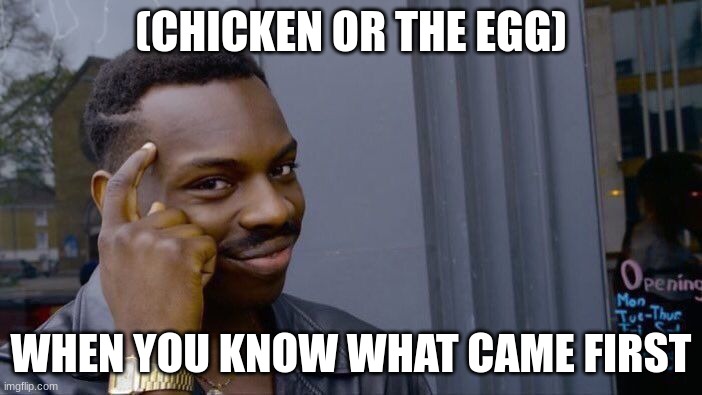 (CHICKEN OR THE EGG)
Opening
Mon
Tue-Thur
WHEN YOU KNOW WHAT CAME FIRST
imgflip.com